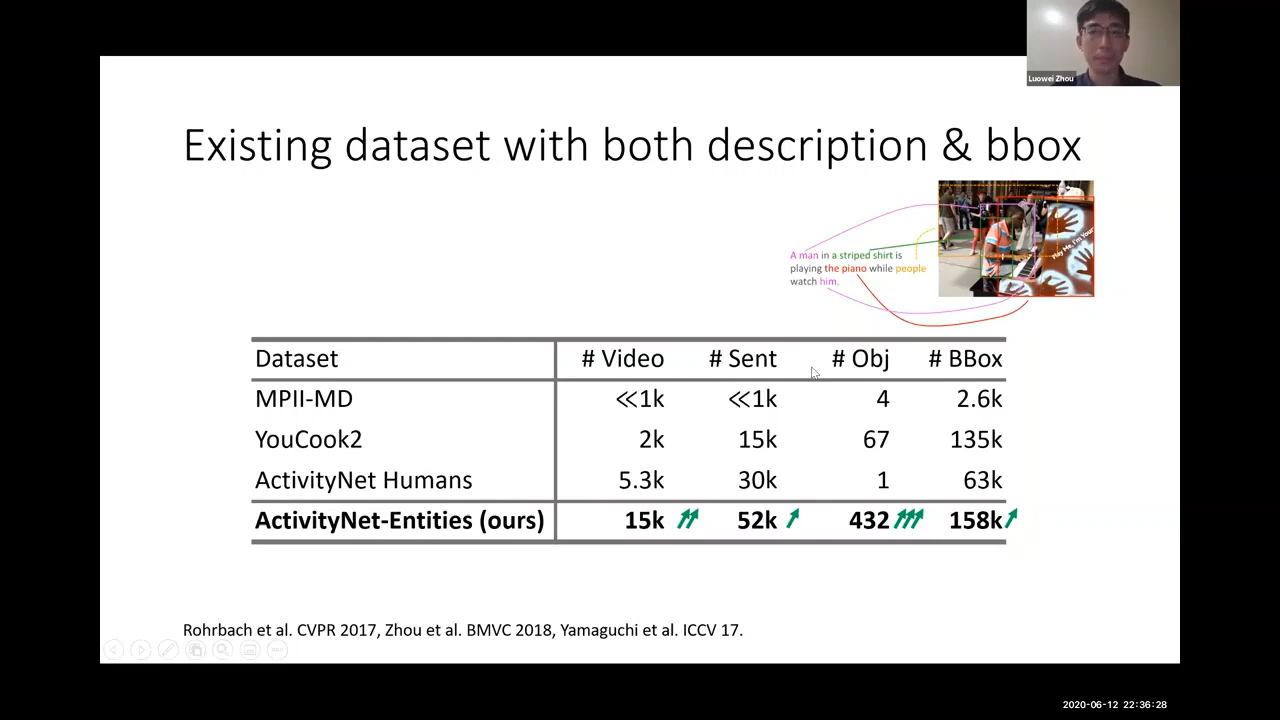 Luowei Zhou
Existing dataset with both description & bbox
A man in a striped shirt is
playing the piano while people
watch him.
Play Me, I'm Your
Dataset # Video # Sent # Obj # BBox
MPII-MD ≪1k ≪1k 4 2.6k
YouCook2 2k 15k 67 135k
ActivityNet Humans 5.3k 30k 1 63k
ActivityNet-Entities (ours) 15k 52k 432 158k
Rohrbach et al. CVPR 2017, Zhou et al. BMVC 2018, Yamaguchi et al. ICCV 17.
2020-06-12 22:36:28